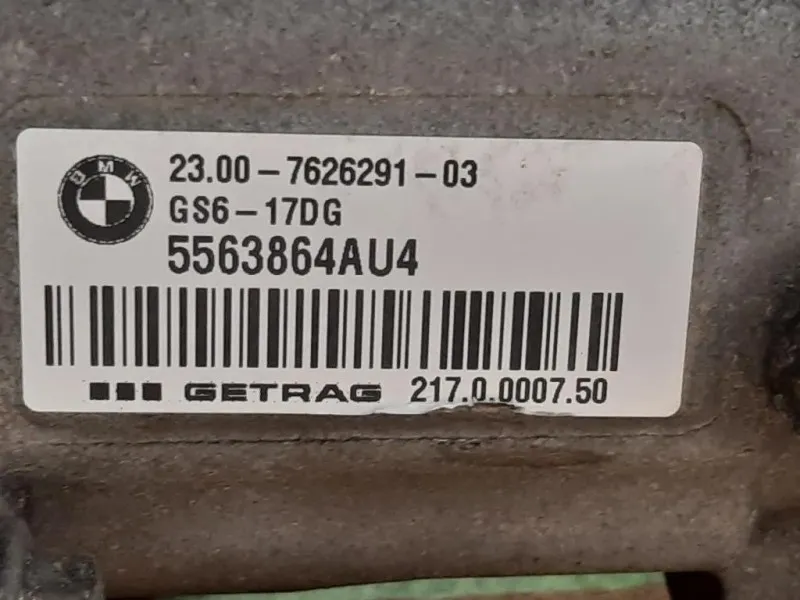 BMW
23.00-7626291-03
GS6-17DG
5563864AU4
GETRAG 217.0.0007.50